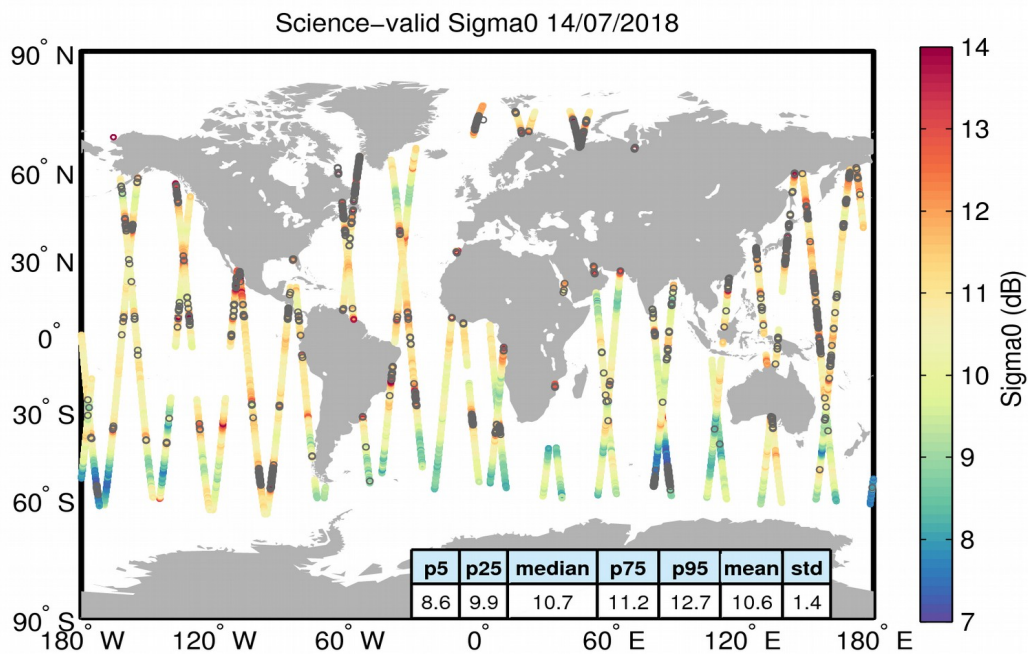 Science−valid Sigma0 14/07/2018
90° N
60° N
30° N
0°
30° S
60° S
90° S
180° W
120° W
60° W
0°
60° E
120° E
180° E
p5 p25 median p75 p95 mean std
8.6 9.9 10.7 11.2 12.7 10.6 1.4
14
13
12
11
10
9
8
7
Sigma0 (dB)